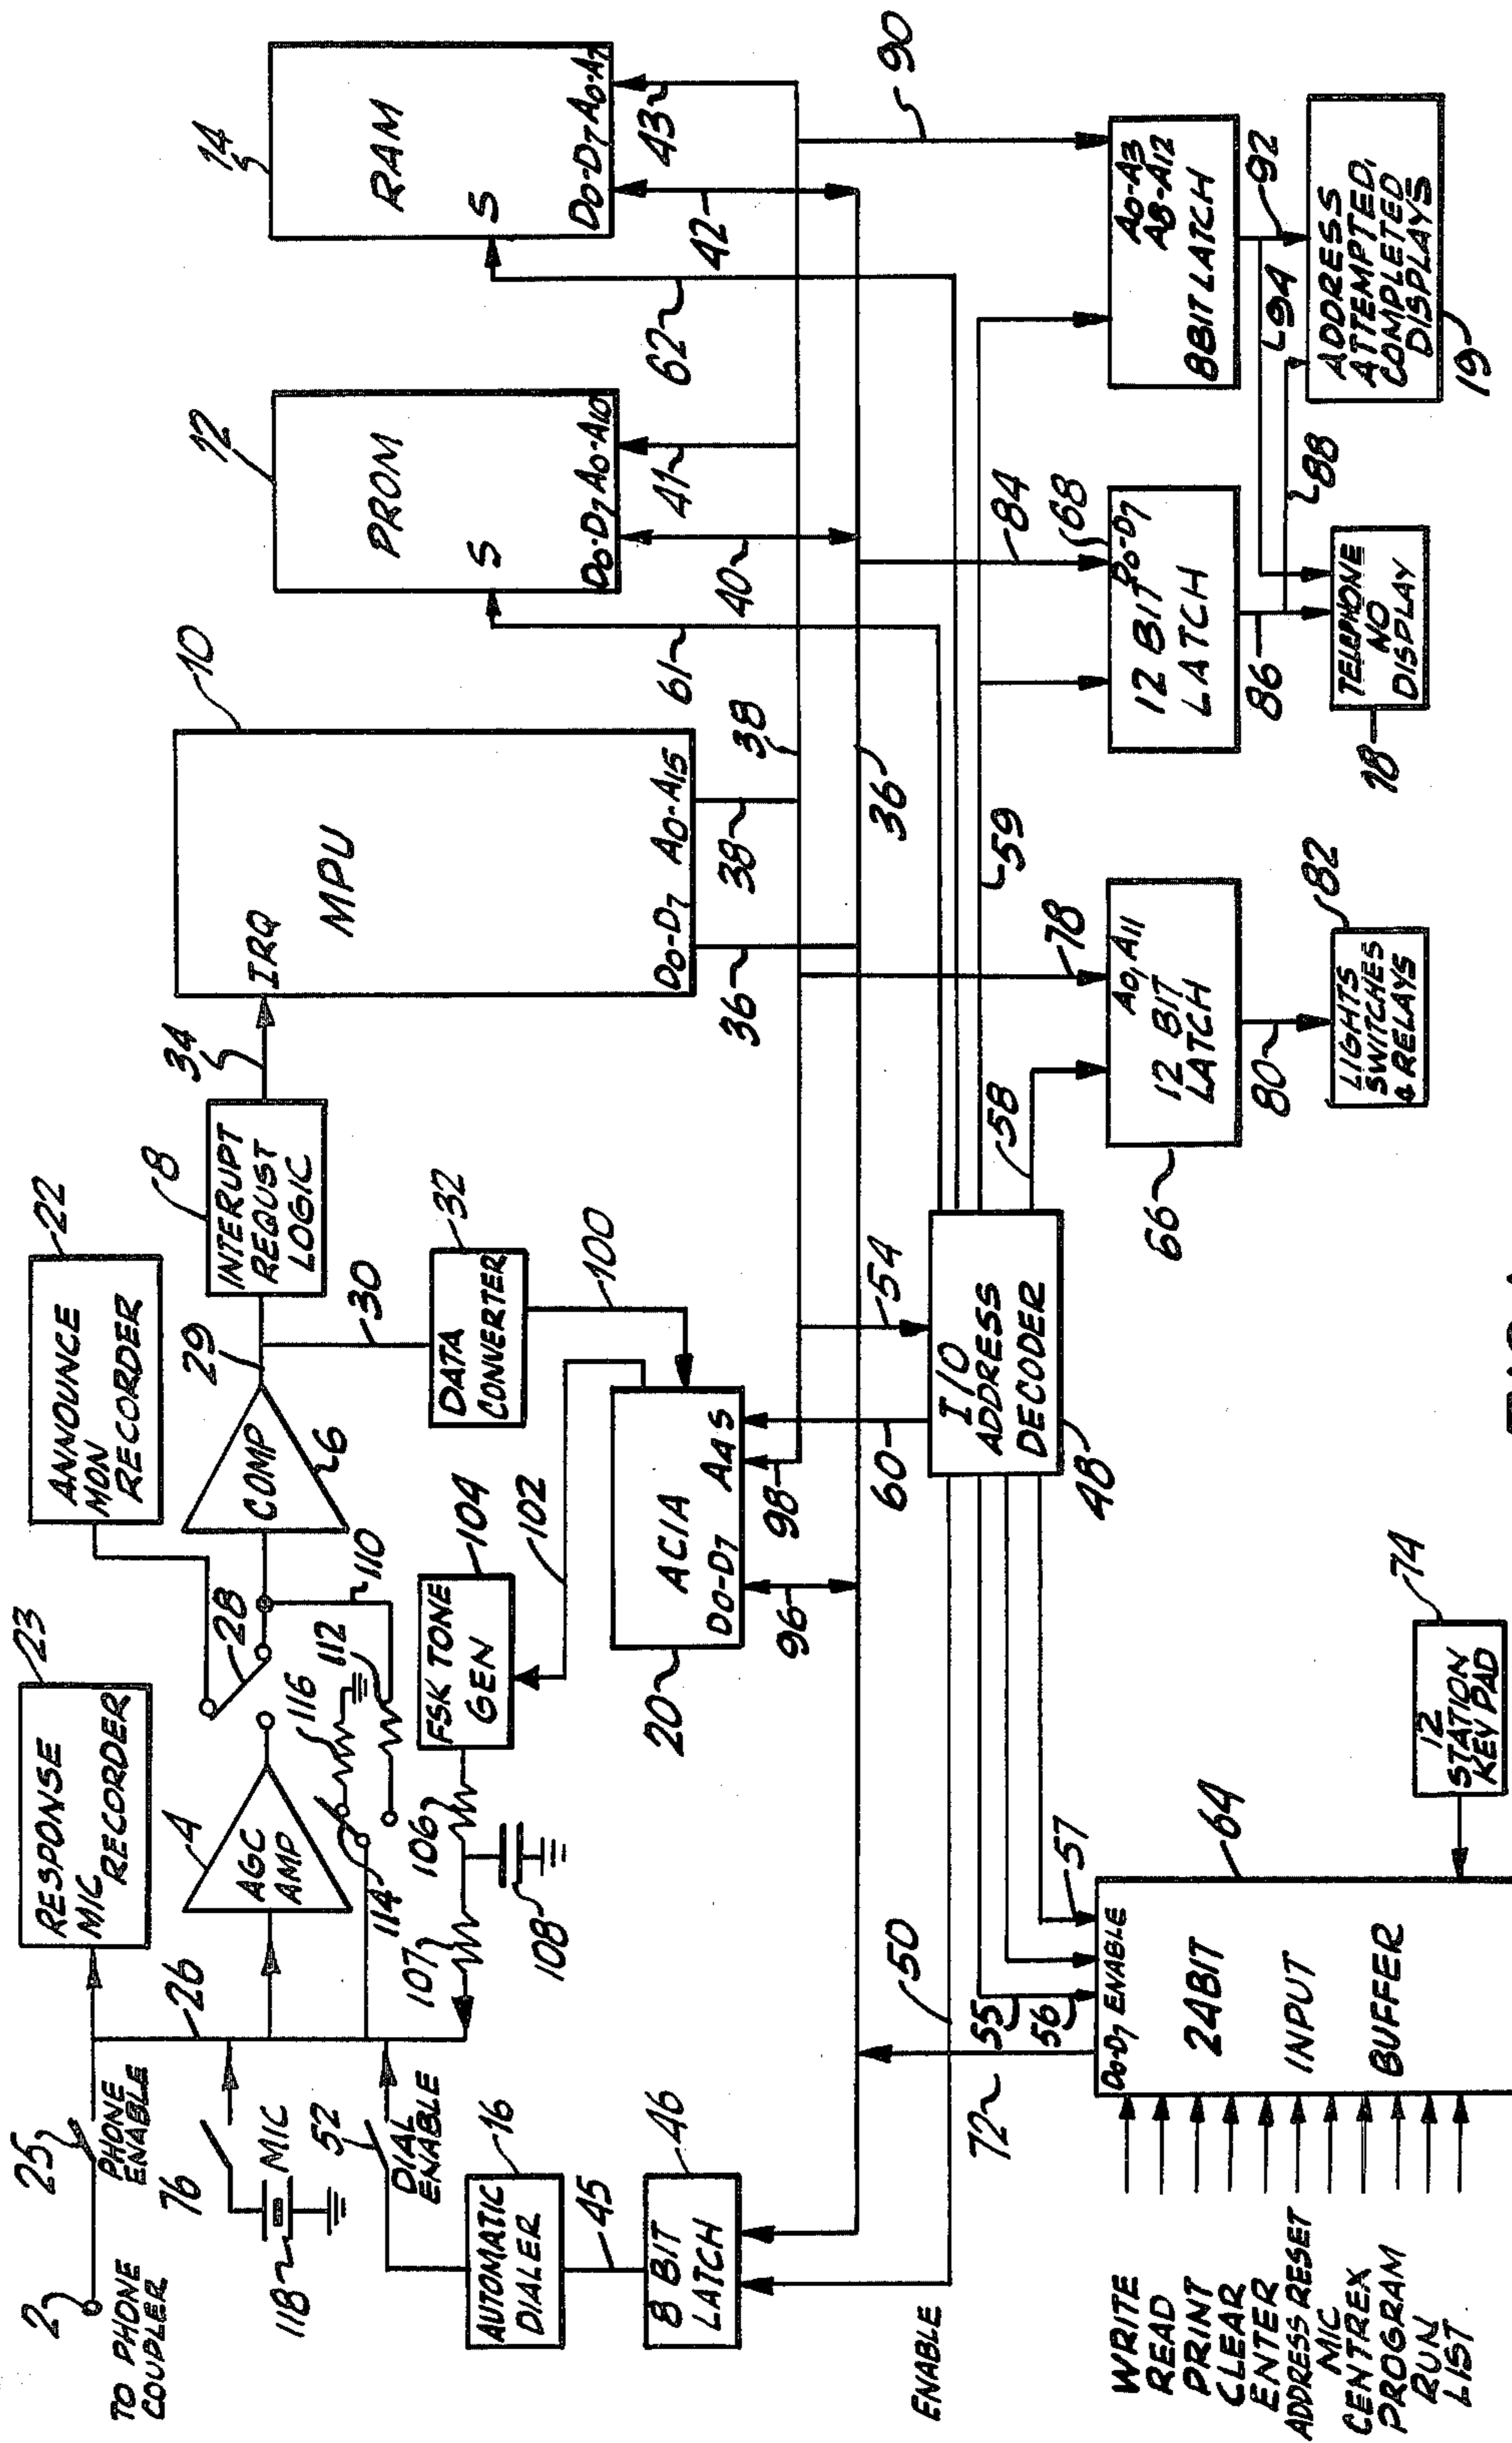 2
TO PHONE
COUPLER
25
PHONE
ENABLE
26
76
118
MIC
52
DIAL
ENABLE
23
RESPONSE
MIC
RECORDER
4
AGC
AMP
28
114
116
112
110
106
107
108
22
ANNOUNCE
MON
RECORDER
COMP
6
29
30
8
INTERRUPT
REQUST
LOGIC
34
10
IRQ
MPU
D0-D7 A0-A15
36
38
38
36
12
PROM
S
D0-D7 A0-A10
61
40
41
14
RAM
S
D0-D7 A0-A7
62
42
43
104
FSK TONE
GEN
102
32
DATA
CONVERTER
100
ACIA
D0-D7 A4 S
20
96
98
60
54
16
AUTOMATIC
DIALER
45
46
8 BIT
LATCH
ENABLE
50
I/O
ADDRESS
DECODER
48
58
59
78
A0, A11
12
BIT
LATCH
66
80
82
LIGHTS
SWITCHES
& RELAYS
84
68
D0-D7
12 BIT
LATCH
86
88
TELEPHONE
NO
DISPLAY
18
90
A0-A3
A8-A12
8BIT LATCH
92
94
ADDRESS
ATTEMPTED,
COMPLETED
DISPLAYS
19
72
55
56
57
64
D0-D7 ENABLE
24BIT
INPUT
BUFFER
74
12
STATION
KEY PAD
WRITE
READ
PRINT
CLEAR
ENTER
ADDRESS RESET
MIC
CENTREX
PROGRAM
RUN
LIST